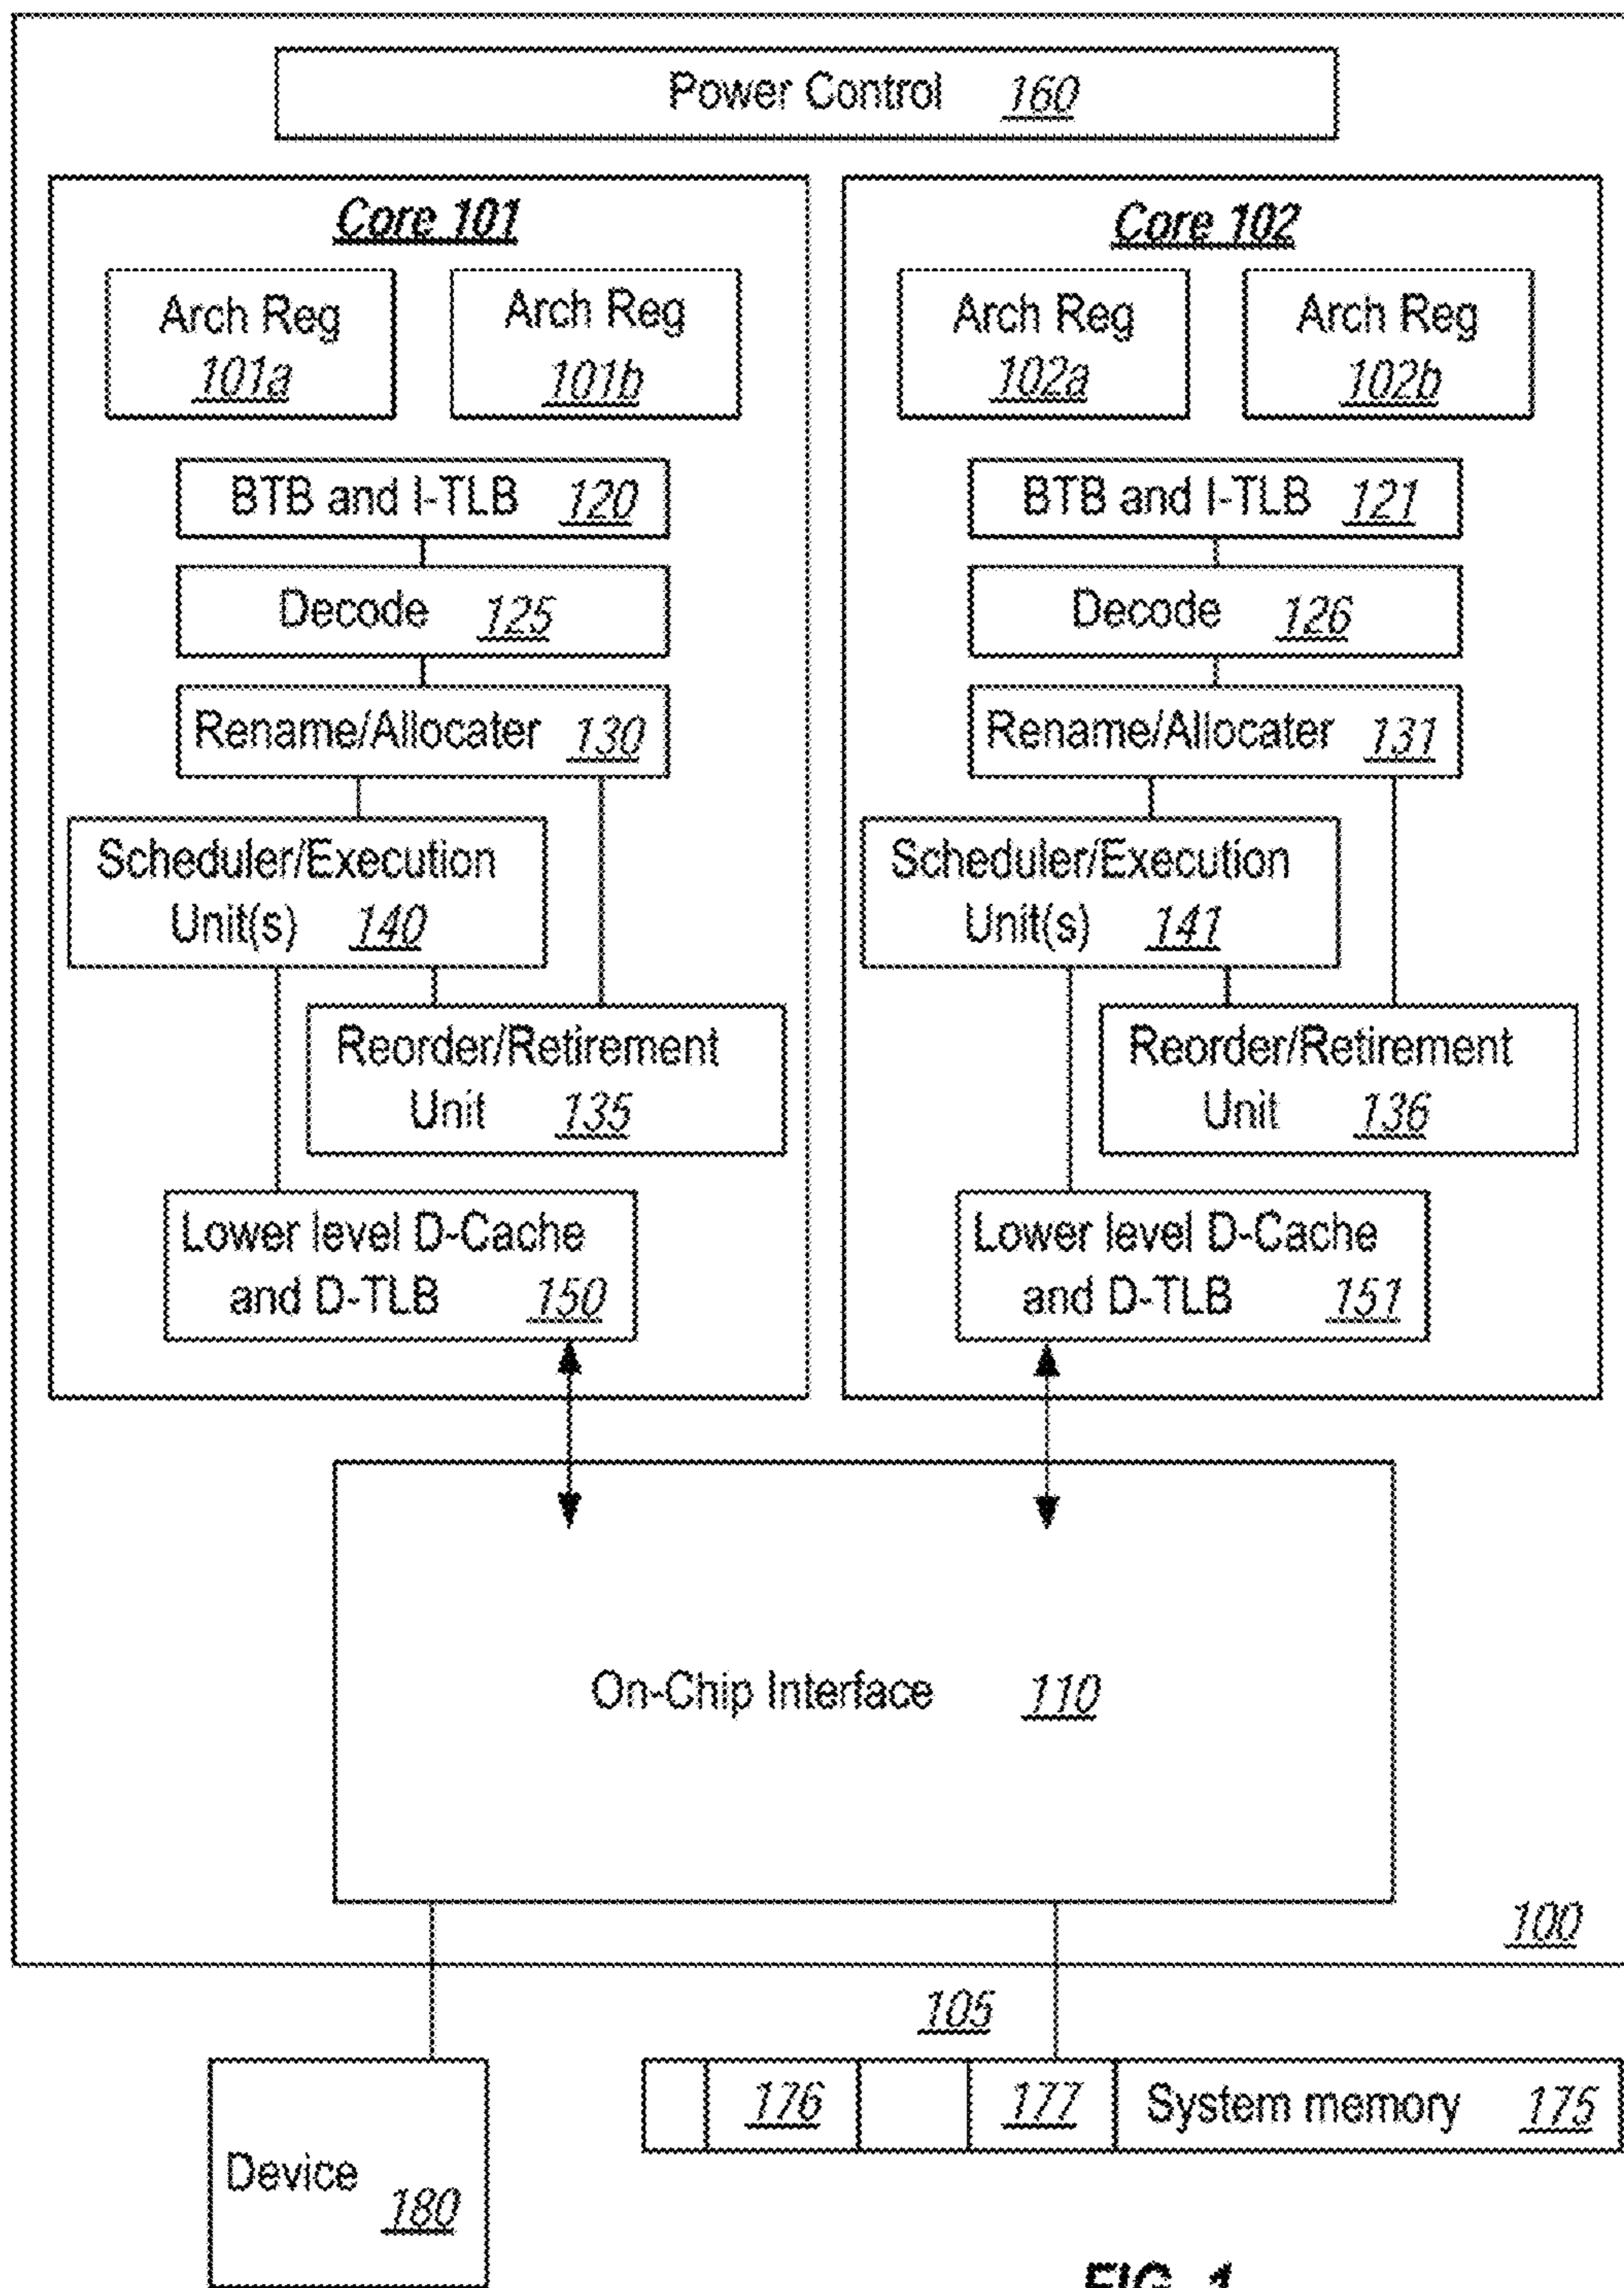 Power Control 160
Core 101
Arch Reg
101a
Arch Reg
101b
BTB and I-TLB 120
Decode 125
Rename/Allocater 130
Scheduler/Execution
Unit(s) 140
Reorder/Retirement
Unit 135
Lower level D-Cache
and D-TLB 150
Core 102
Arch Reg
102a
Arch Reg
102b
BTB and I-TLB 121
Decode 126
Rename/Allocater 131
Scheduler/Execution
Unit(s) 141
Reorder/Retirement
Unit 136
Lower level D-Cache
and D-TLB 151
On-Chip Interface 110
100
105
176 177 System memory 175
Device 180
FIG. 1